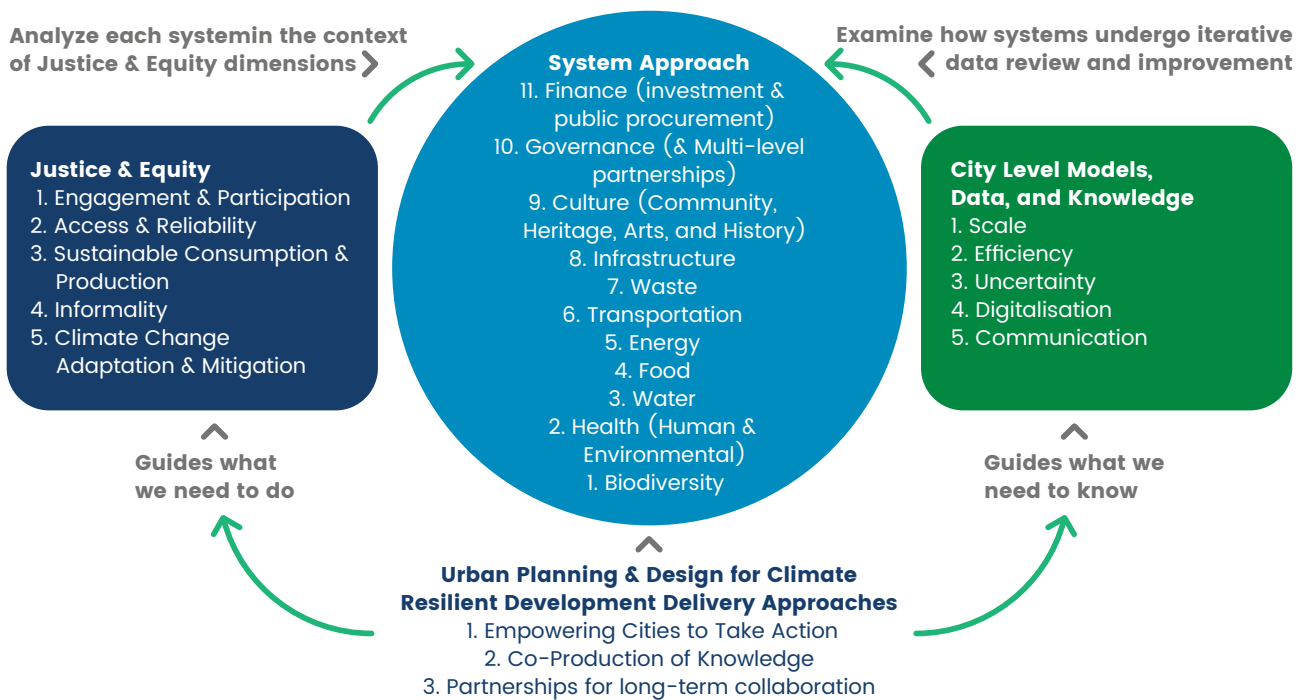 Analyze each systemin the context
of Justice & Equity dimensions
Examine how systems undergo iterative
data review and improvement
Justice & Equity
1. Engagement & Participation
2. Access & Reliability
3. Sustainable Consumption &
Production
4. Informality
5. Climate Change
Adaptation & Mitigation
System Approach
11. Finance (investment &
public procurement)
10. Governance (& Multi-level
partnerships)
9. Culture (Community,
Heritage, Arts, and History)
8. Infrastructure
7. Waste
6. Transportation
5. Energy
4. Food
3. Water
2. Health (Human &
Environmental)
1. Biodiversity
City Level Models,
Data, and Knowledge
1. Scale
2. Efficiency
3. Uncertainty
4. Digitalisation
5. Communication
Guides what
we need to do
Guides what we
need to know
Urban Planning & Design for Climate
Resilient Development Delivery Approaches
1. Empowering Cities to Take Action
2. Co-Production of Knowledge
3. Partnerships for long-term collaboration